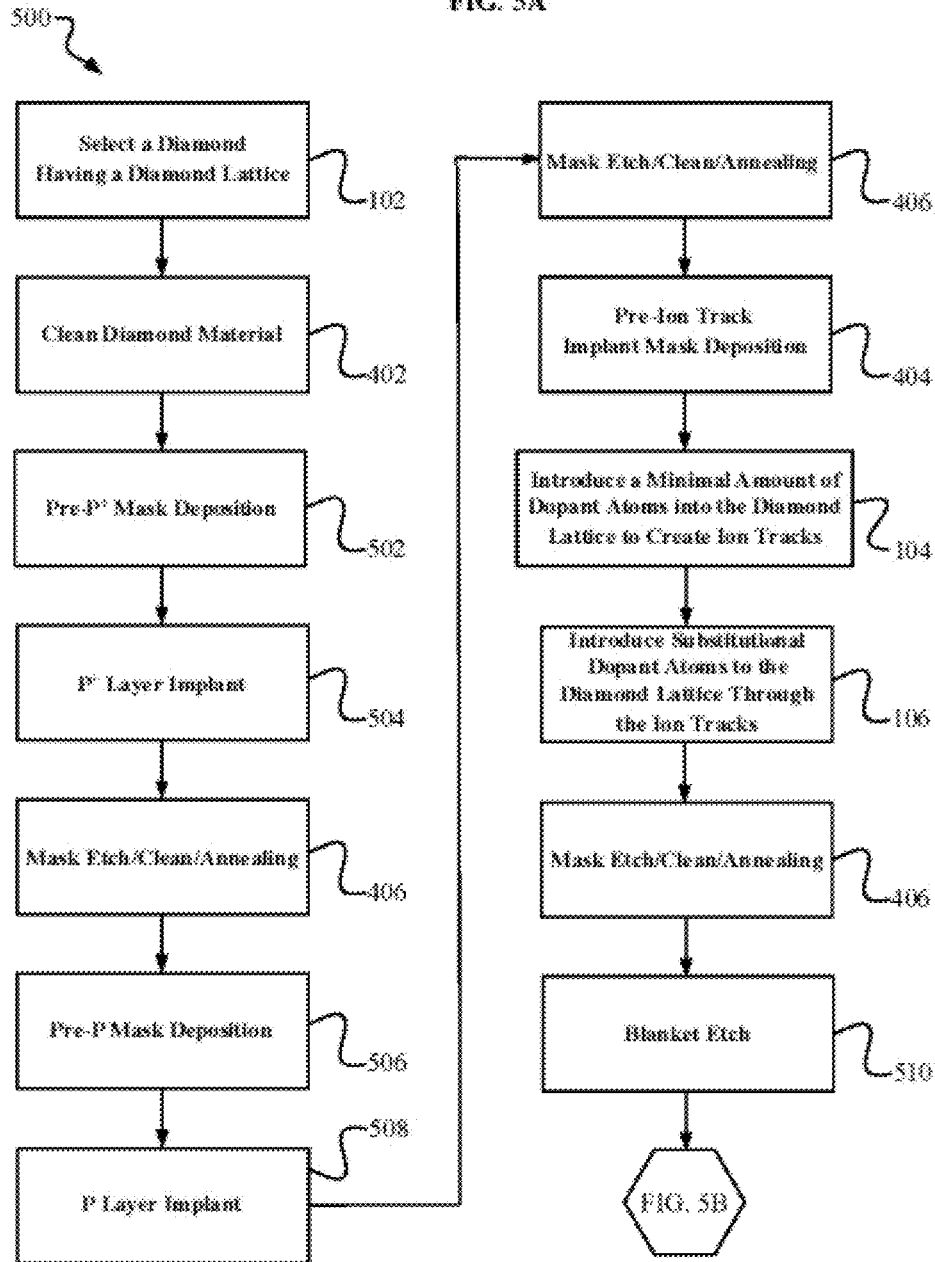 FIG. 5A
500
Select a Diamond
Having a Diamond Lattice
102
Clean Diamond Material
402
Pre-P⁺ Mask Deposition
502
P⁺ Layer Implant
504
Mask Etch/Clean/Annealing
406
Pre-P Mask Deposition
506
P Layer Implant
508
Mask Etch/Clean/Annealing
406
Pre-Ion Track
Implant Mask Deposition
404
Introduce a Minimal Amount of
Dopant Atoms into the Diamond
Lattice to Create Ion Tracks
104
Introduce Substitutional
Dopant Atoms to the
Diamond Lattice Through
the Ion Tracks
106
Mask Etch/Clean/Annealing
406
Blanket Etch
510
FIG. 5B